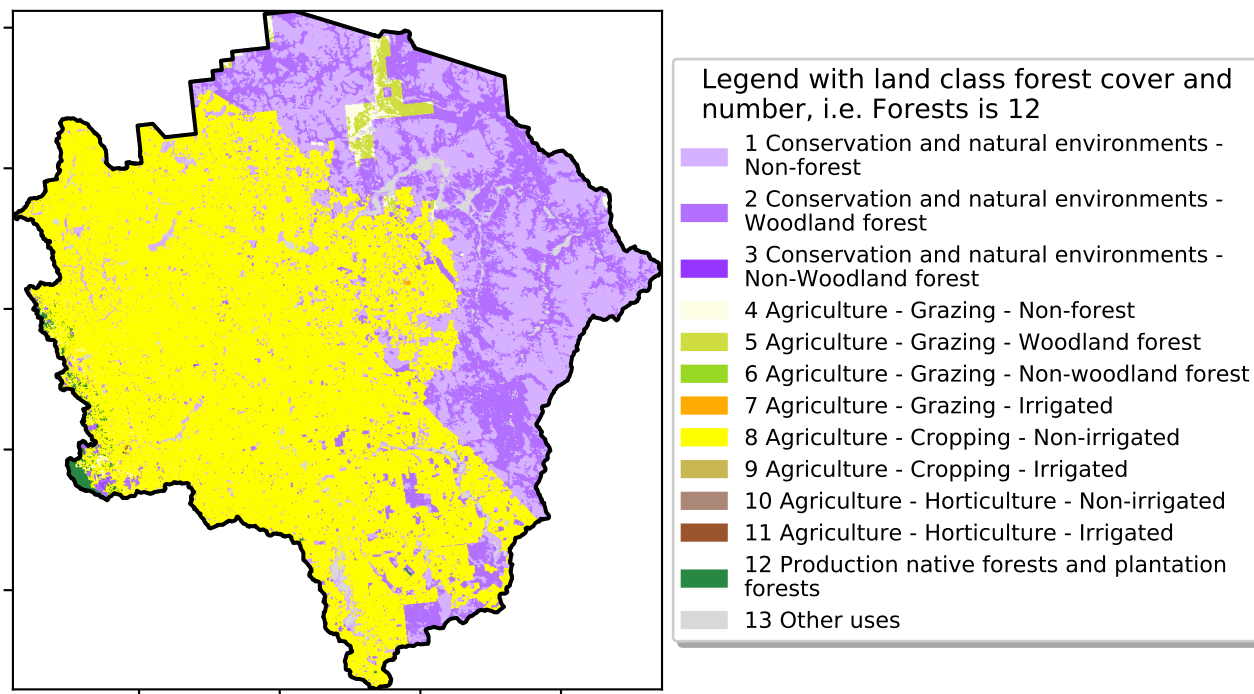 Legend with land class forest cover and
number, i.e. Forests is 12
1 Conservation and natural environments -
Non-forest
2 Conservation and natural environments -
Woodland forest
3 Conservation and natural environments -
Non-Woodland forest
4 Agriculture - Grazing - Non-forest
5 Agriculture - Grazing - Woodland forest
6 Agriculture - Grazing - Non-woodland forest
7 Agriculture - Grazing - Irrigated
8 Agriculture - Cropping - Non-irrigated
9 Agriculture - Cropping - Irrigated
10 Agriculture - Horticulture - Non-irrigated
11 Agriculture - Horticulture - Irrigated
12 Production native forests and plantation
forests
13 Other uses